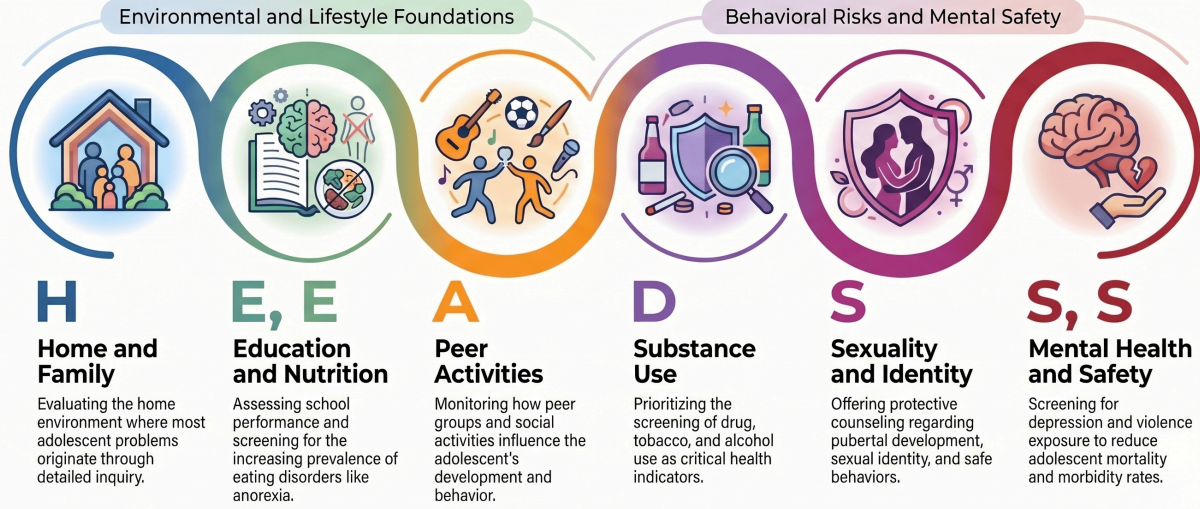 Environmental and Lifestyle Foundations
Behavioral Risks and Mental Safety
H
Home and
Family
Evaluating the home
environment where most
adolescent problems
originate through
detailed inquiry.
E, E
Education
and Nutrition
Assessing school
performance and
screening for the
increasing prevalence of
eating disorders like
anorexia.
A
Peer
Activities
Monitoring how peer
groups and social
activities influence the
adolescent's
development and
behavior.
D
Substance
Use
Prioritizing the
screening of drug,
tobacco, and alcohol
use as critical health
indicators.
S
Sexuality
and Identity
Offering protective
counseling regarding
pubertal development,
sexual identity, and safe
behaviors.
S, S
Mental Health
and Safety
Screening for
depression and violence
exposure to reduce
adolescent mortality
and morbidity rates.